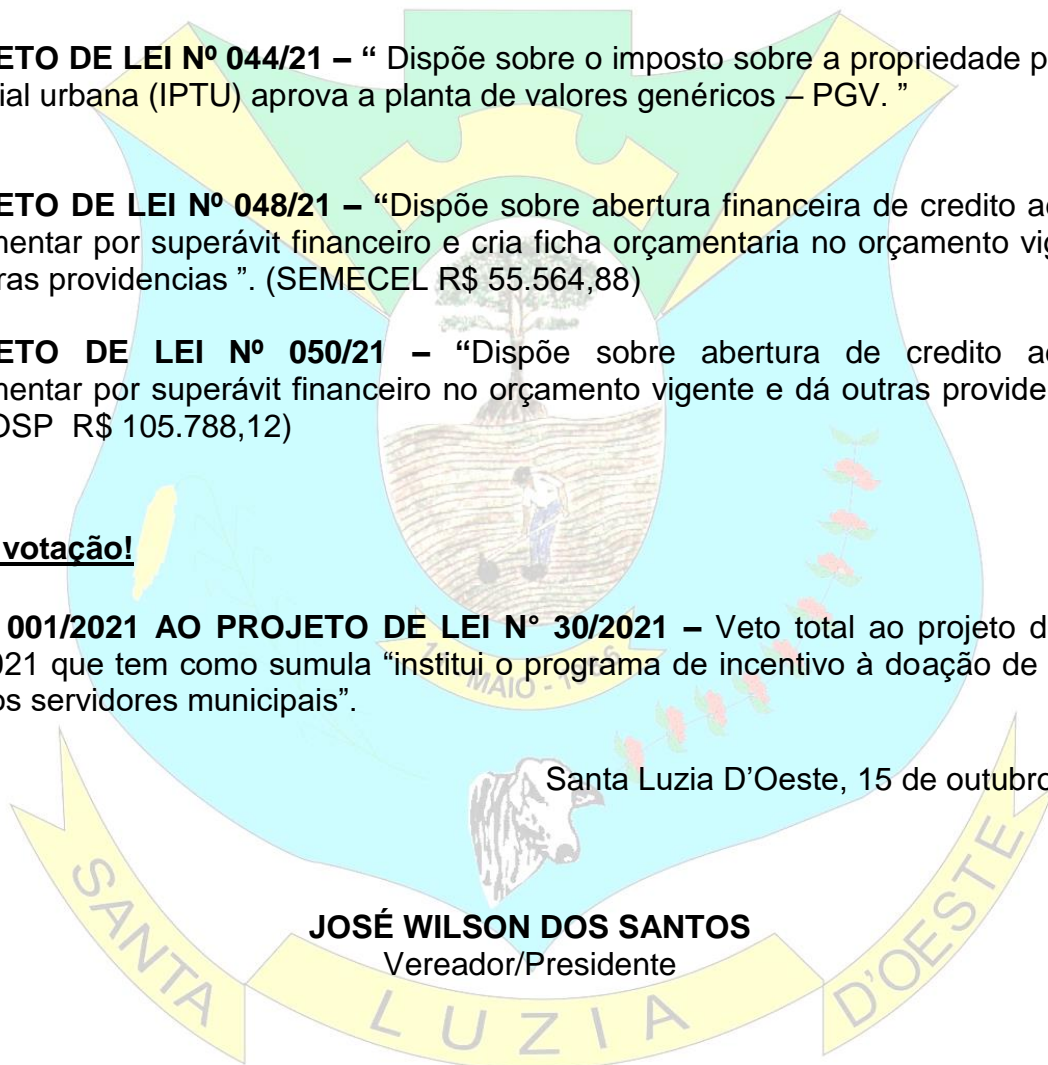 ETO DE LEI Nº 044/21 – “ Dispõe sobre o imposto sobre a propriedade p
ial urbana (IPTU) aprova a planta de valores genéricos – PGV. ”
ETO DE LEI Nº 048/21 – “Dispõe sobre abertura financeira de credito a
mentar por superávit financeiro e cria ficha orçamentaria no orçamento vig
ras providencias ”. (SEMECEL R$ 55.564,88)
ETO DE LEI Nº 050/21 – “Dispõe sobre abertura de credito a
mentar por superávit financeiro no orçamento vigente e dá outras provide
OSP R$ 105.788,12)
votação!
001/2021 AO PROJETO DE LEI N° 30/2021 – Veto total ao projeto d
021 que tem como sumula “institui o programa de incentivo à doação de
os servidores municipais”.
MAIO -
Santa Luzia D’Oeste, 15 de outubro
JOSÉ WILSON DOS SANTOS
Vereador/Presidente
SANTA LUZIA D'OESTE